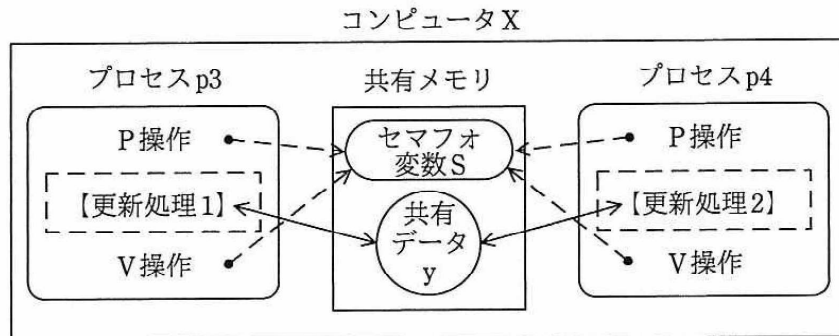 コンピュータX
プロセスp3
共有メモリ
プロセスp4
P操作
セマフォ
変数S
P操作
【更新処理1】
共有
データ
y
【更新処理2】
V操作
V操作